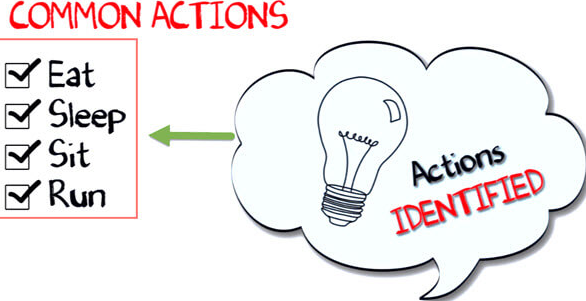 COMMON ACTIONS
Eat
Sleep
Sit
Run
Actions
IDENTIFIED